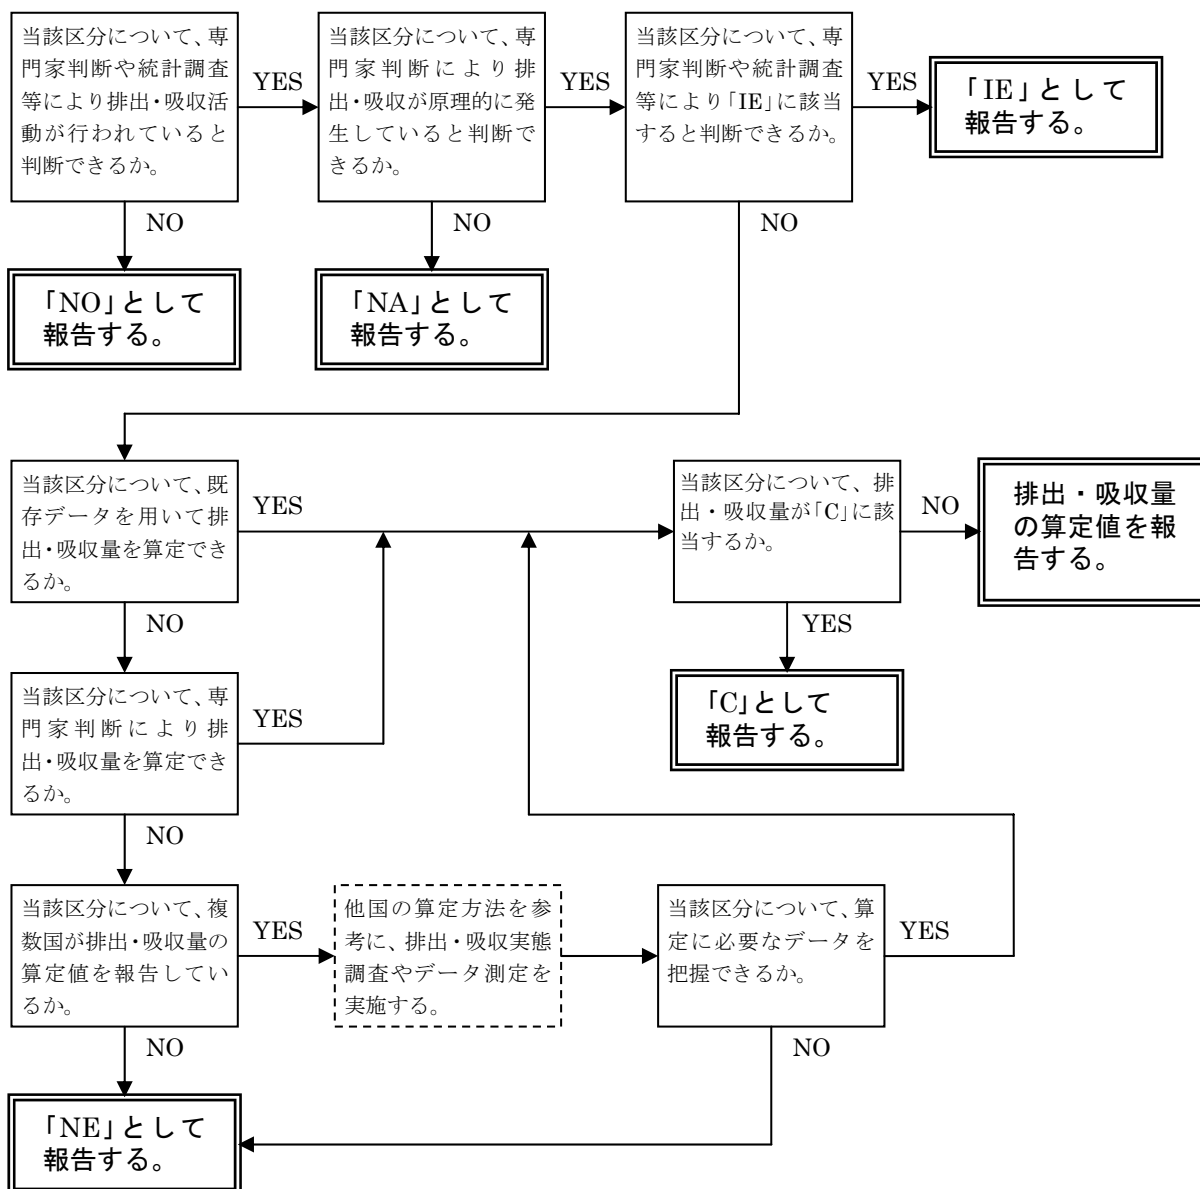 当該区分について、専
門家判断や統計調査
等により排出・吸収活
動が行われていると
判断できるか。
YES
当該区分について、専
門家判断により排
出・吸収が原理的に発
生していると判断で
きるか。
YES
当該区分について、専
門家判断や統計調査
等により「IE」に該当
すると判断できるか。
YES
「IE」として
報告する。
NO
NO
NO
「NO」として
報告する。
「NA」として
報告する。
当該区分について、既
存データを用いて排
出・吸収量を算定でき
るか。
YES
当該区分について、排
出・吸収量が「C」に該
当するか。
NO
排出・吸収量
の算定値を報
告する。
NO
YES
当該区分について、専
門家判断により排
出・吸収量を算定でき
るか。
YES
「C」として
報告する。
NO
当該区分について、複
数国が排出・吸収量の
算定値を報告してい
るか。
YES
他国の算定方法を参
考に、排出・吸収実態
調査やデータ測定を
実施する。
当該区分について、算
定に必要なデータを
把握できるか。
YES
NO
NO
「NE」として
報告する。